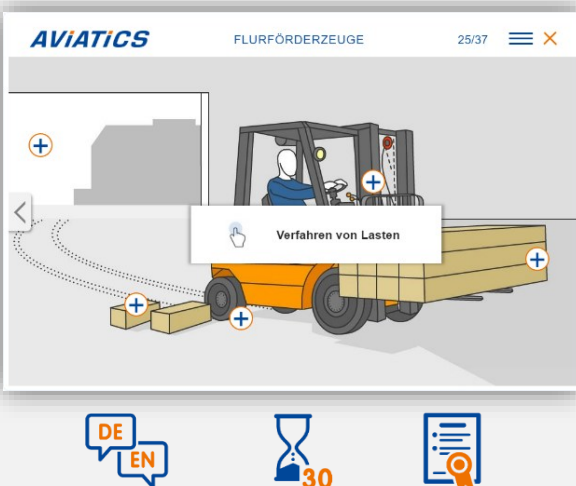 AViATiCS
FLURFÖRDERZEUGE
25/37
Verfahren von Lasten
DE
EN
30